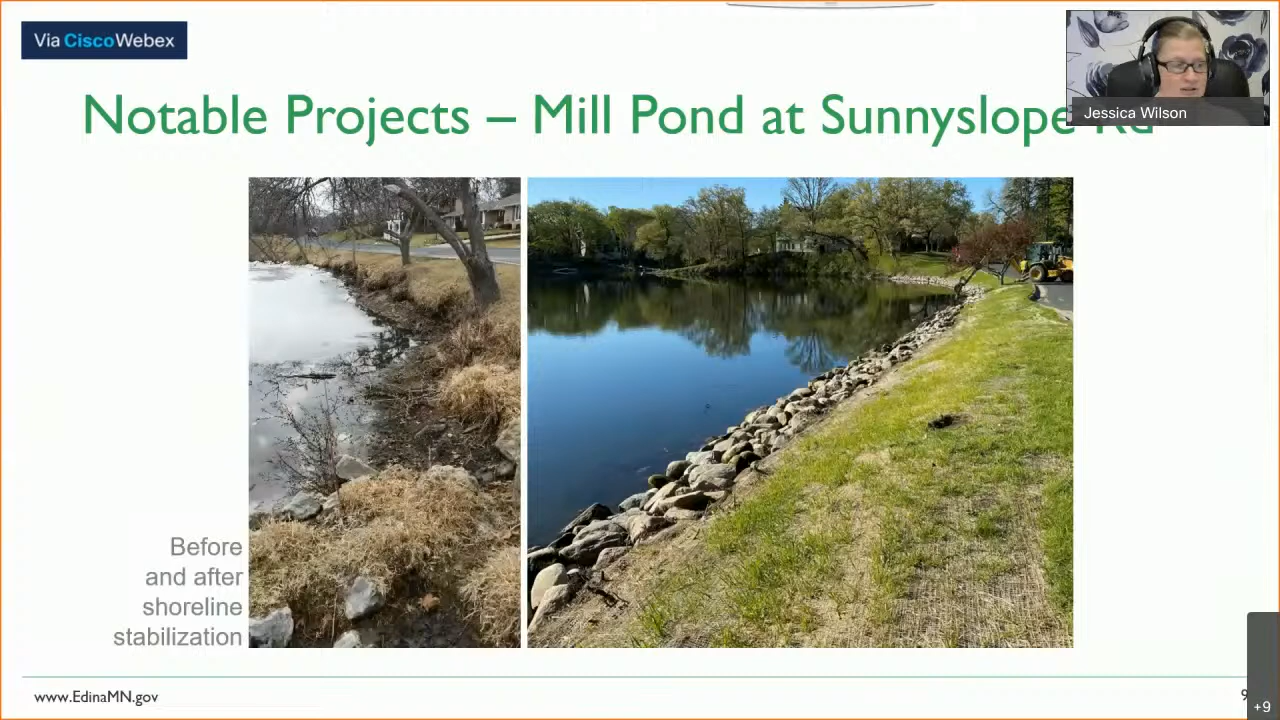 Via CiscoWebex
Jessica Wilson
Notable Projects – Mill Pond at Sunnyslope Rd
Before
and after
shoreline
stabilization
www.EdinaMN.gov
9
+9